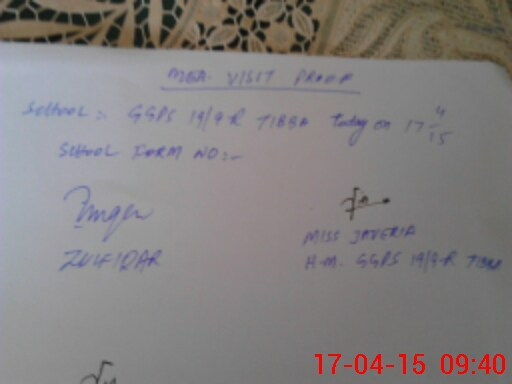 MEA. VISIT PROOF
School:- GGPS 19/9-R TIBBA today on 17-4-15
School FORM NO:-
ZULFIQAR
MISS JAVERIA
H.M. GGPS 19/9-R TIBBA
17-04-15 09:40